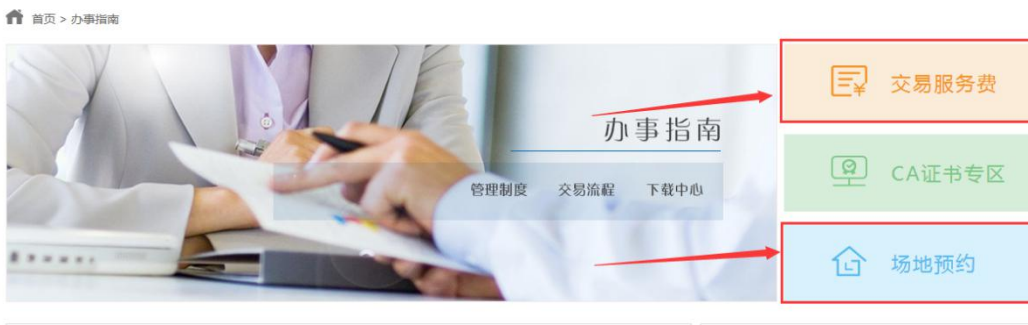 首页 > 办事指南
交易服务费
办事指南
CA证书专区
管理制度 交易流程 下载中心
场地预约